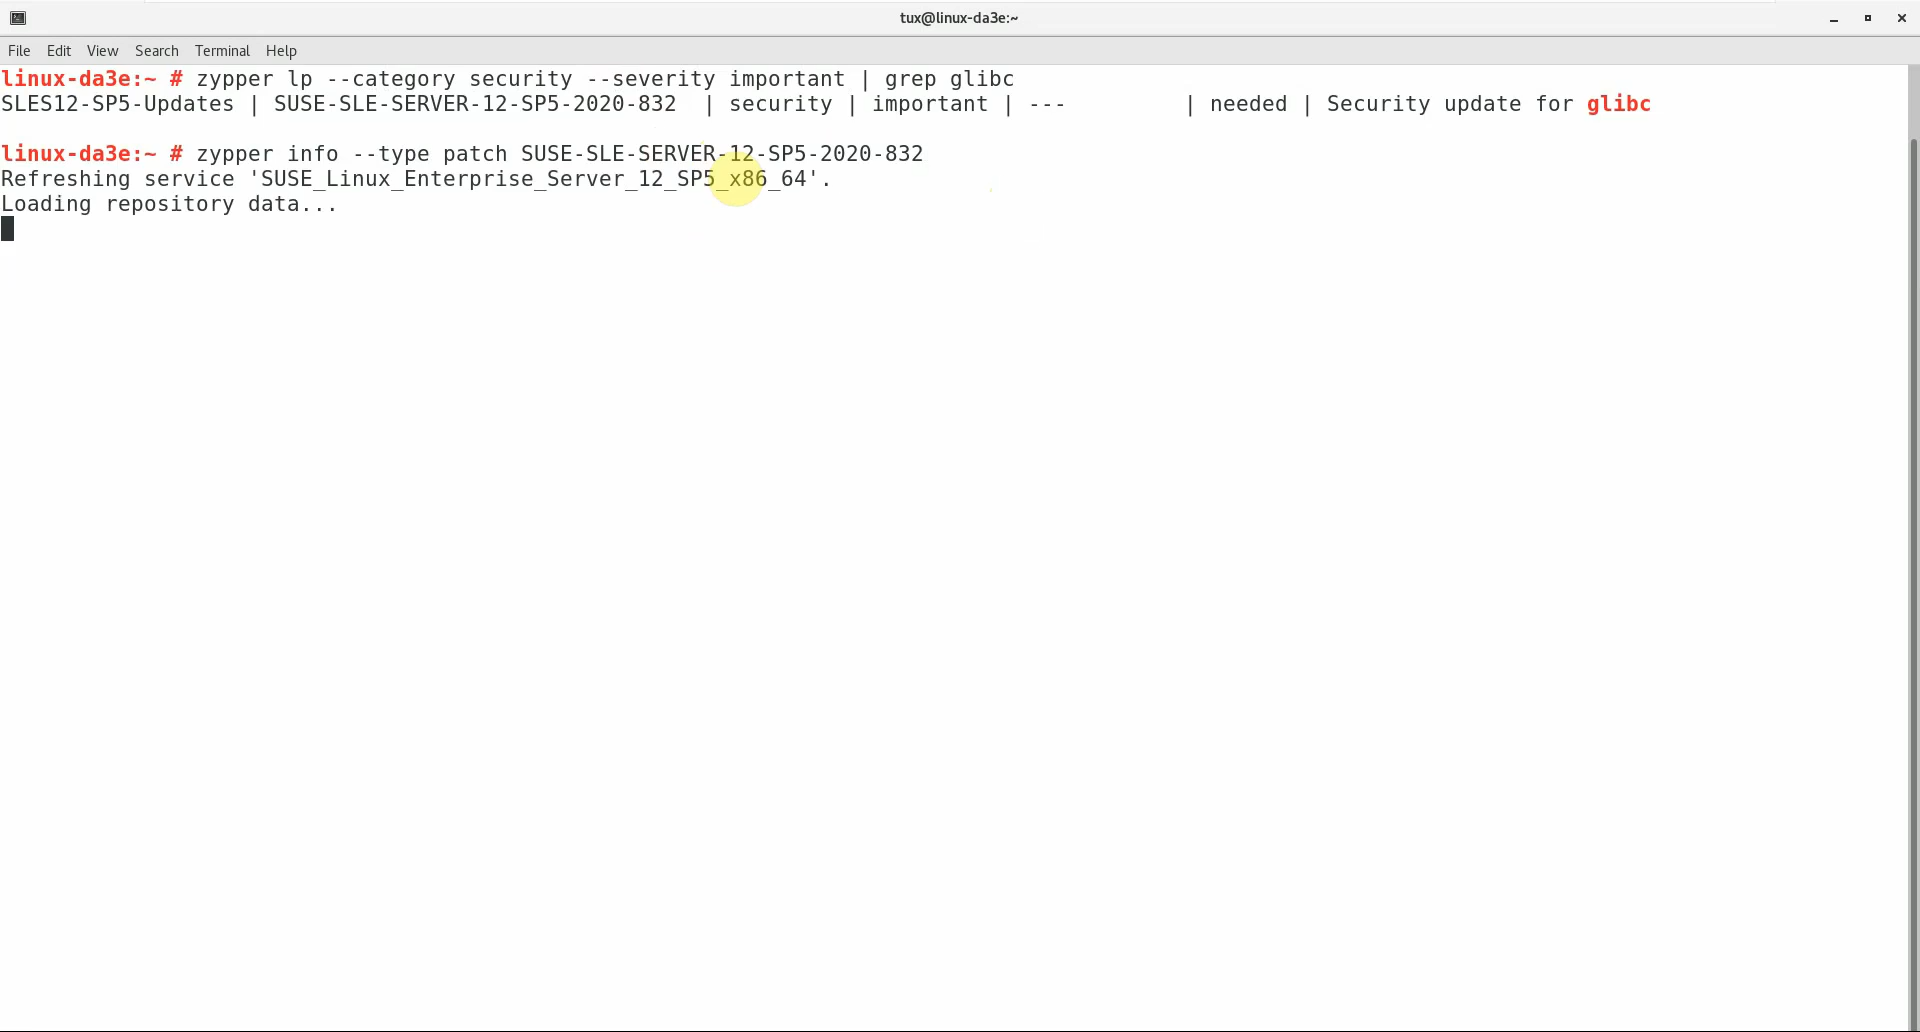 tux@linux-da3e:~
File Edit View Search Terminal Help
linux-da3e:~ # zypper lp --category security --severity important | grep glibc
SLES12-SP5-Updates | SUSE-SLE-SERVER-12-SP5-2020-832  | security | important | ---         | needed | Security update for glibc
linux-da3e:~ # zypper info --type patch SUSE-SLE-SERVER-12-SP5-2020-832
Refreshing service 'SUSE_Linux_Enterprise_Server_12_SP5_x86_64'.
Loading repository data...